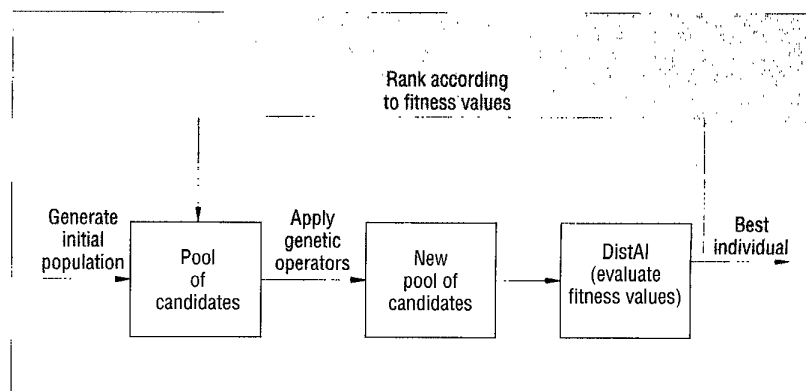 Rank according
to fitness values
Generate
initial
population
Pool
of
candidates
Apply
genetic
operators
New
pool of
candidates
DistAI
(evaluate
fitness values)
Best
individual